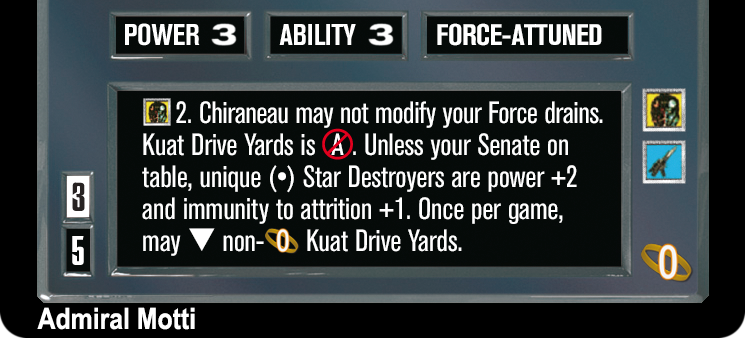 POWER 3 ABILITY 3 FORCE-ATTUNED
2. Chiraneau may not modify your Force drains.
Kuat Drive Yards is A. Unless your Senate on
table, unique (•) Star Destroyers are power +2
and immunity to attrition +1. Once per game,
may ▼ non-0 Kuat Drive Yards.
3
5
0
Admiral Motti